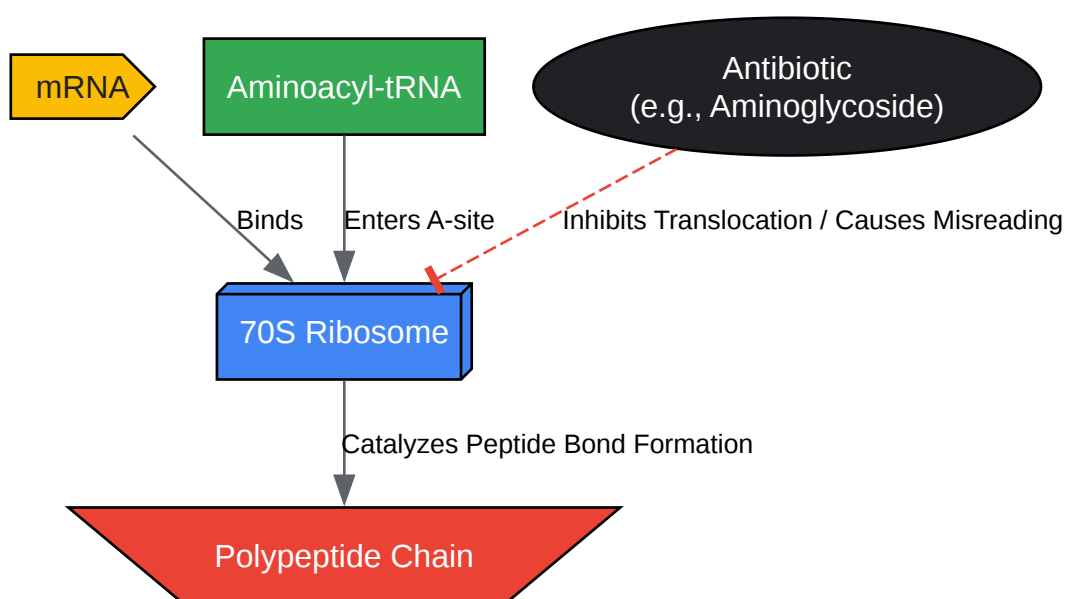 mRNA
Aminoacyl-tRNA
Antibiotic
(e.g., Aminoglycoside)
Binds
Enters A-site
Inhibits Translocation / Causes Misreading
70S Ribosome
Catalyzes Peptide Bond Formation
Polypeptide Chain